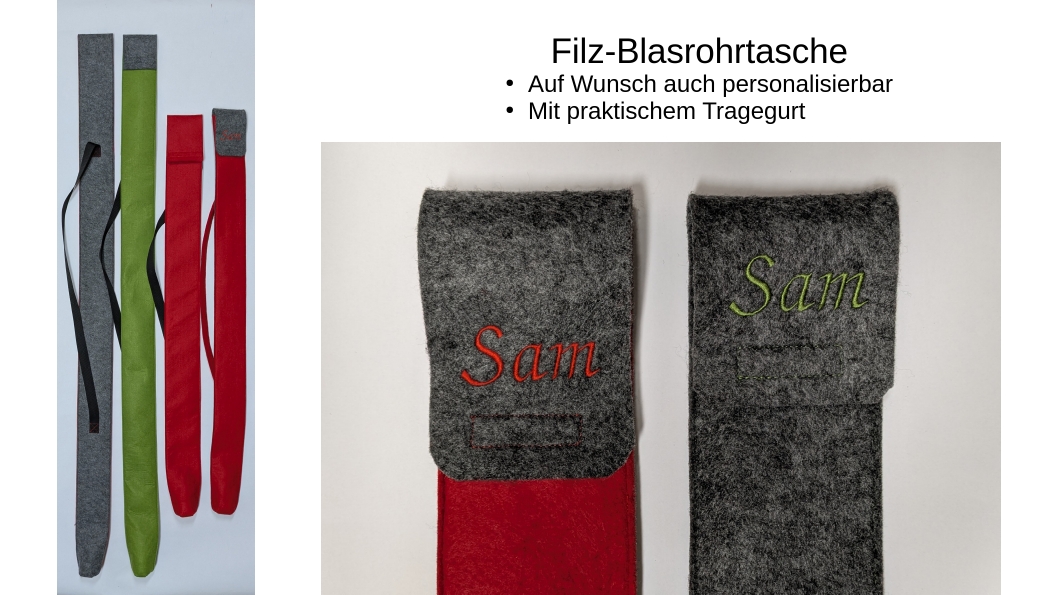 Filz-Blasrohrtasche
• Auf Wunsch auch personalisierbar
• Mit praktischem Tragegurt
Sam
Sam